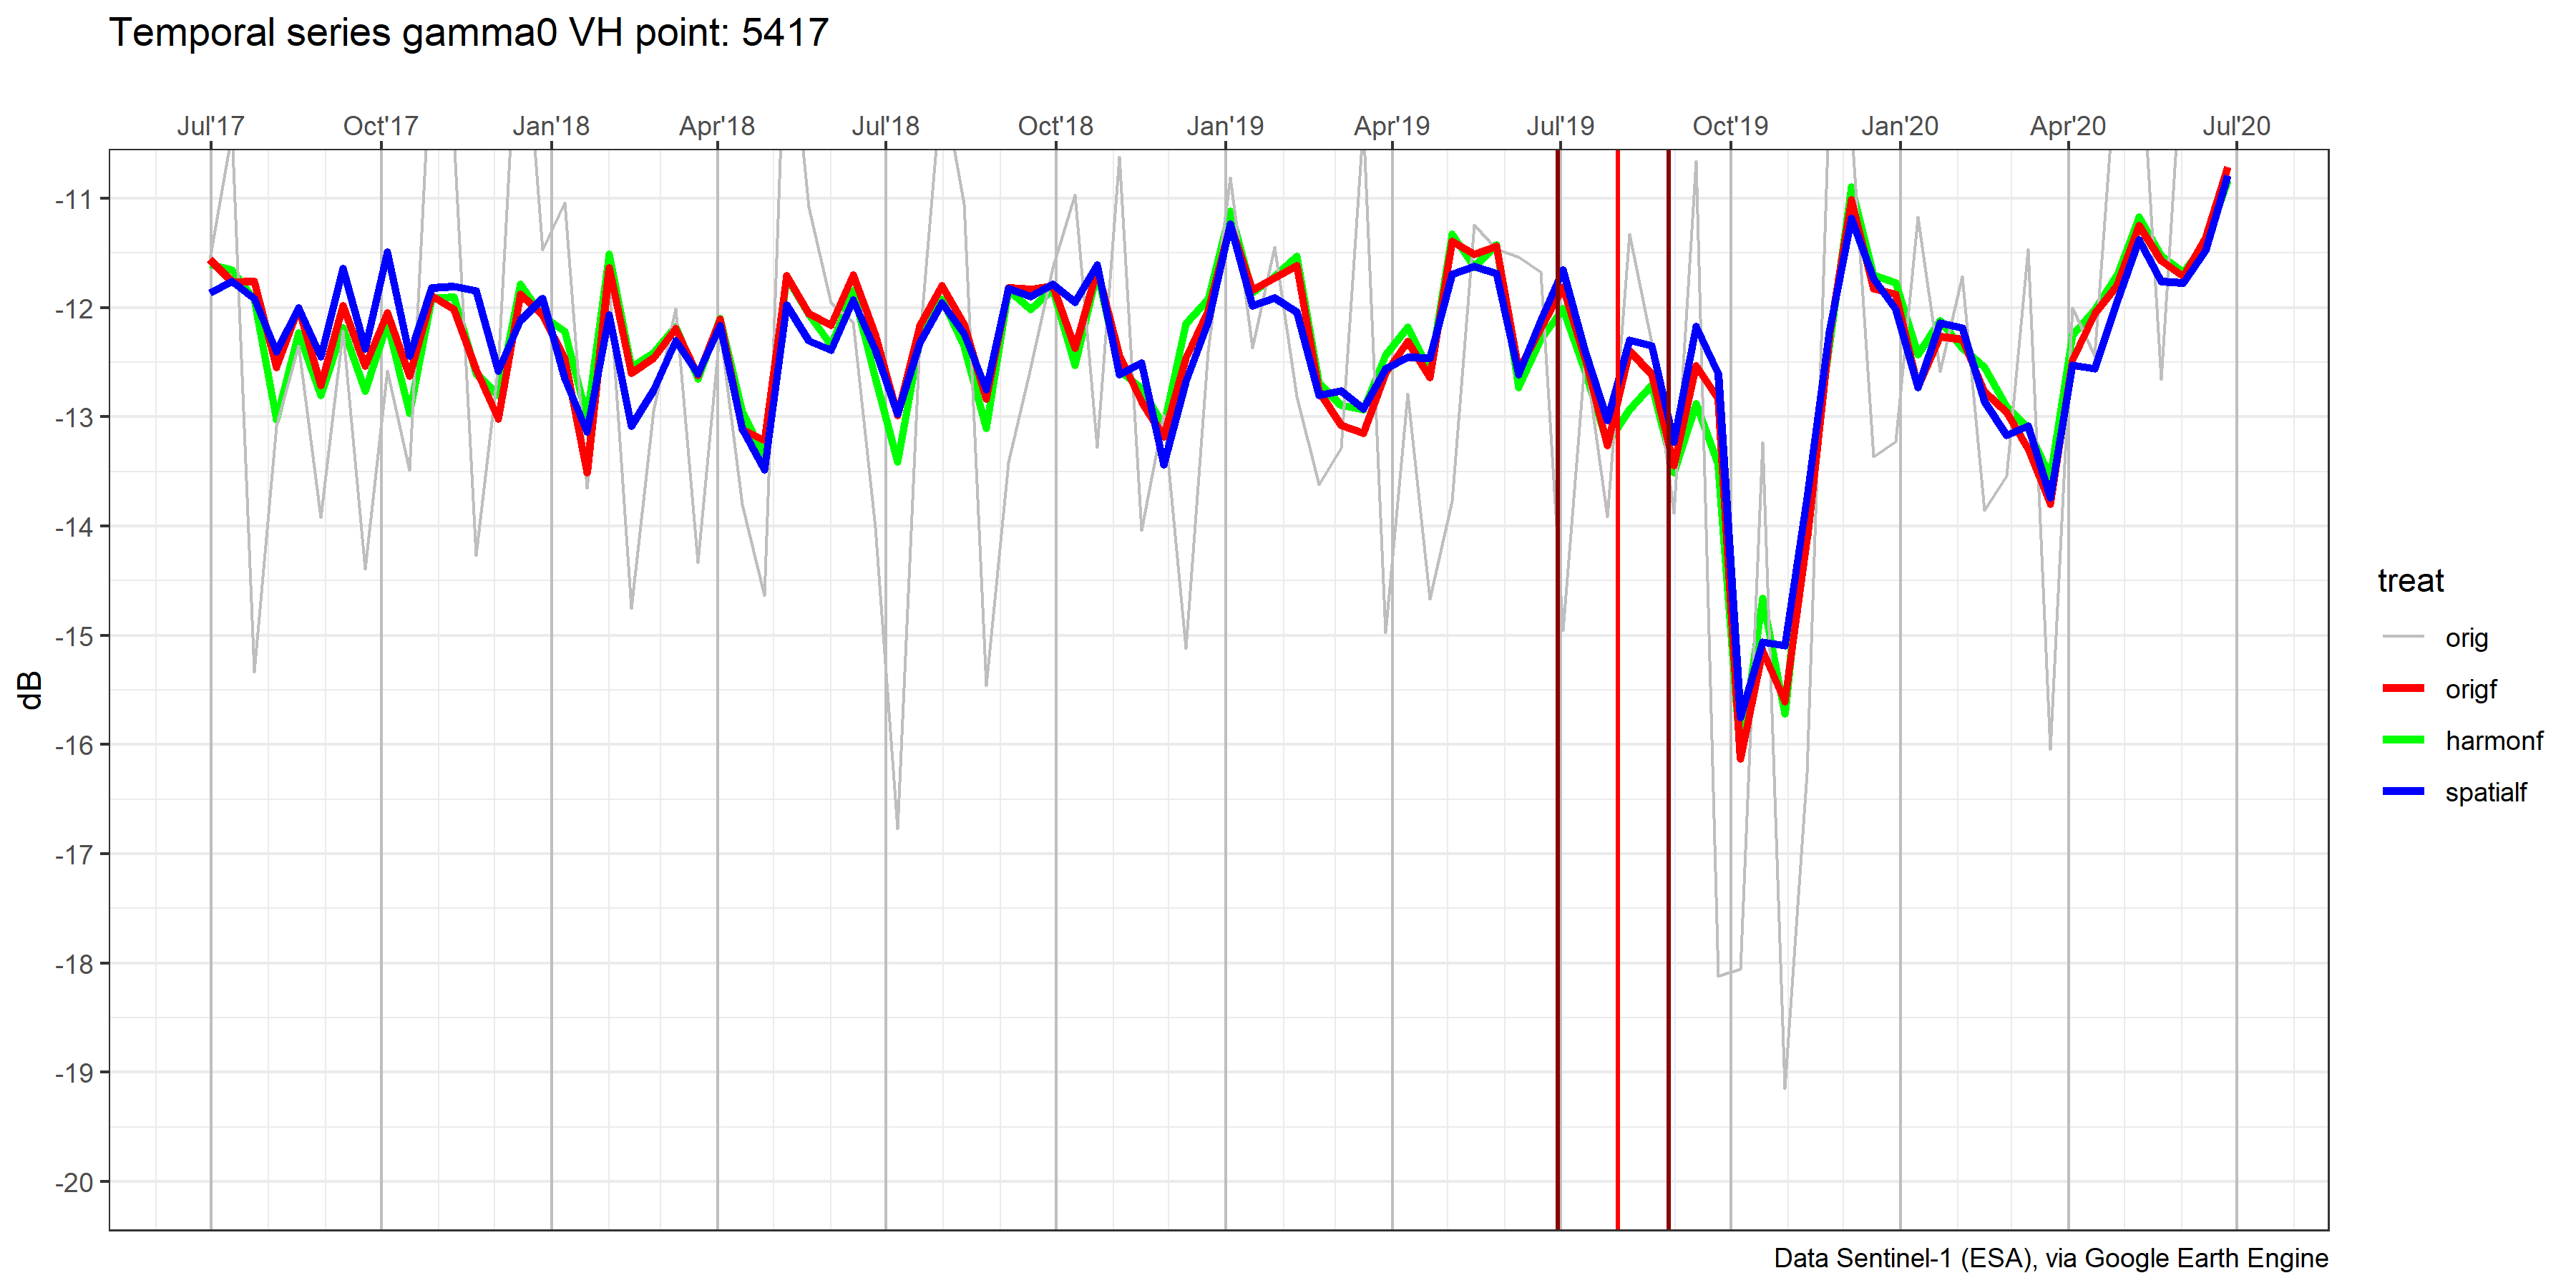 Temporal series gamma0 VH point: 5417
Jul'17 Oct'17 Jan'18 Apr'18 Jul'18 Oct'18 Jan'19 Apr'19 Jul'19 Oct'19 Jan'20 Apr'20 Jul'20
-11
-12
-13
-14
-15
-16
-17
-18
-19
-20
dB
treat
orig
origf
harmonf
spatialf
Data Sentinel-1 (ESA), via Google Earth Engine